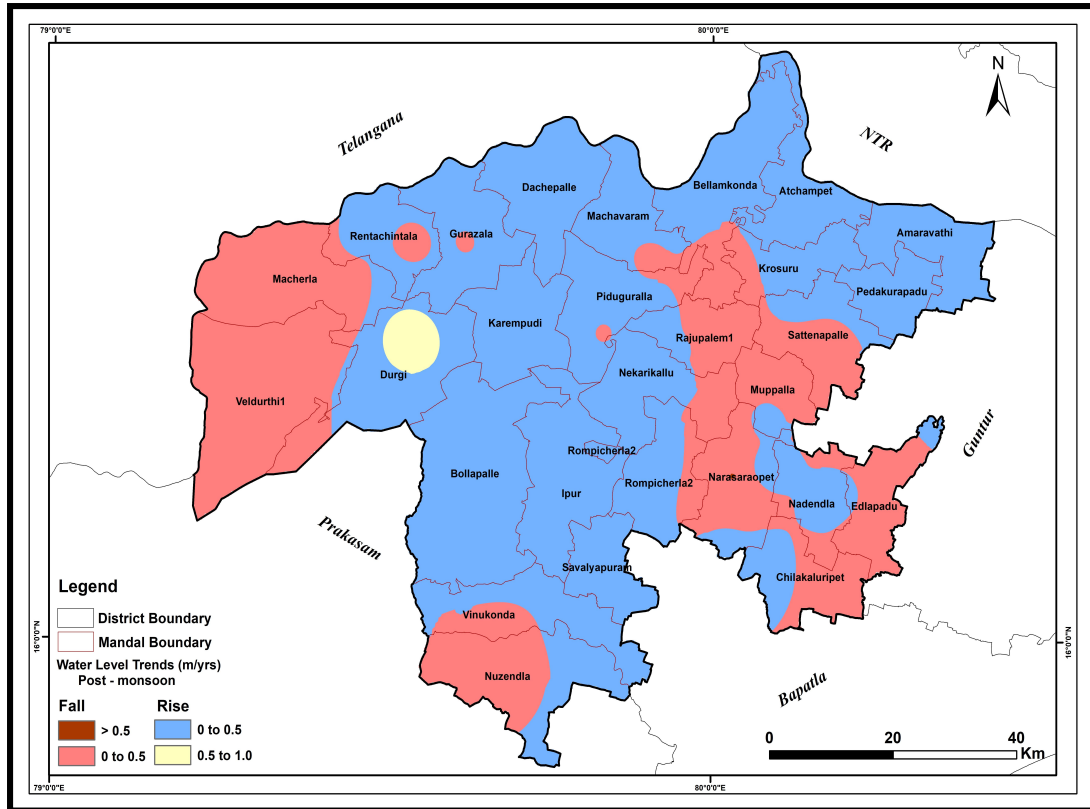 79°0'0"E 80°0'0"E
N
Telangana
NTR
Dachepalle
Bellamkonda
Atchampet
Machavaram
Amaravathi
Rentachintala
Gurazala
Krosuru
Macherla
Pedakurapadu
Piduguralla
Karempudi
Rajupalem1
Sattenapalle
Durgi
Nekarikallu
Muppalla
Veldurthi1
Guntur
Rompicherla2
Bollapalle
Narasaraopet
Rompicherla2
Ipur
Nadendla
Edlapadu
Prakasam
Savalyapuram
Chilakaluripet
Vinukonda
Nuzendla
Bapatla
16°0'0"N
16°0'0"N
Legend
District Boundary
Mandal Boundary
Water Level Trends (m/yrs)
Post - monsoon
Fall Rise
> 0.5 0 to 0.5
0 to 0.5 0.5 to 1.0
0 20 40
Km
79°0'0"E 80°0'0"E